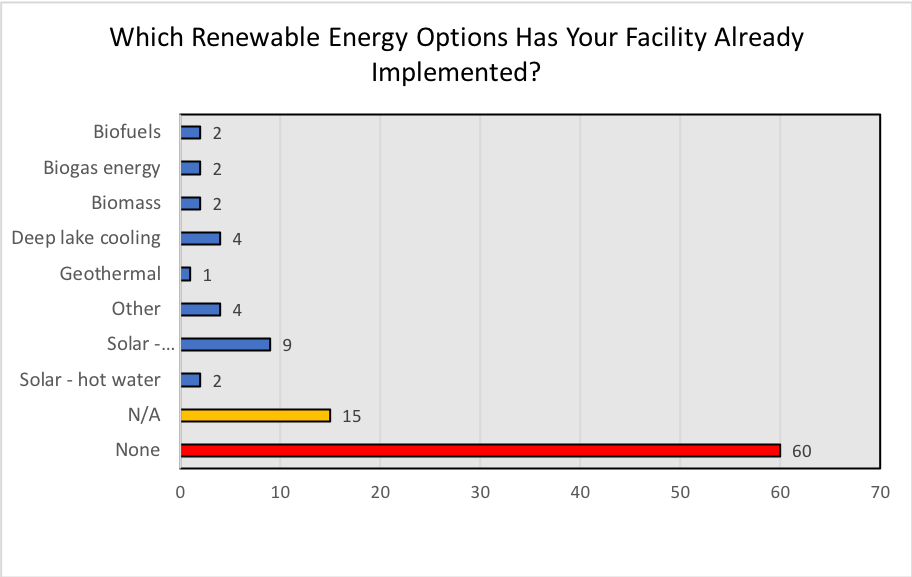 Which Renewable Energy Options Has Your Facility Already
Implemented?
Biofuels 2
Biogas energy 2
Biomass 2
Deep lake cooling 4
Geothermal 1
Other 4
Solar -... 9
Solar - hot water 2
N/A 15
None 60
0 10 20 30 40 50 60 70